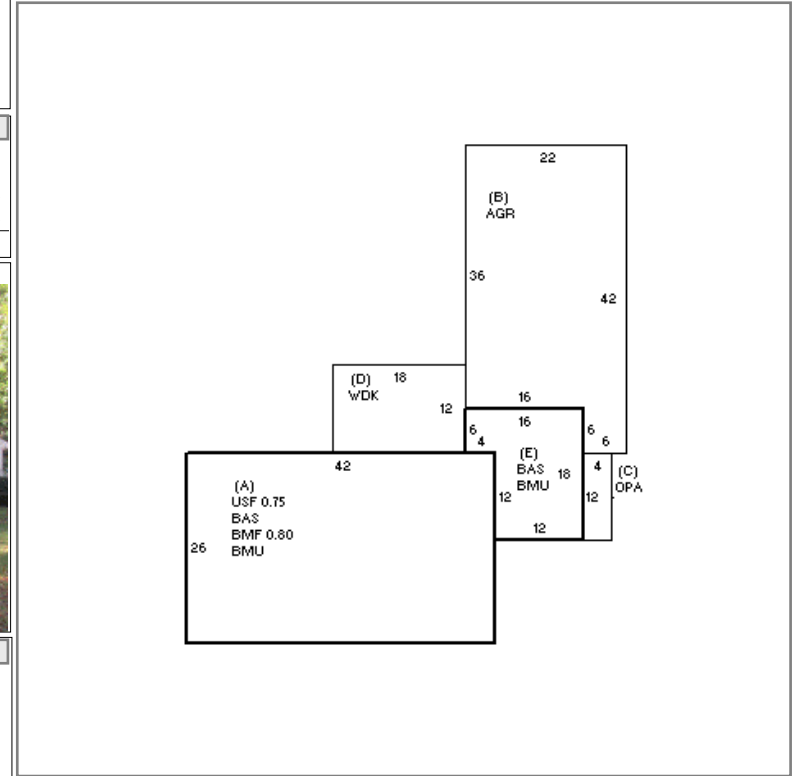 22
(B)
AGR
36
42
(D) 18
WDK
12
16
16
6
4
6
6
(E)
BAS
BMU
18
4
(C)
OPA
12
12
12
42
(A)
USF 0.75
BAS
BMF 0.80
BMU
26